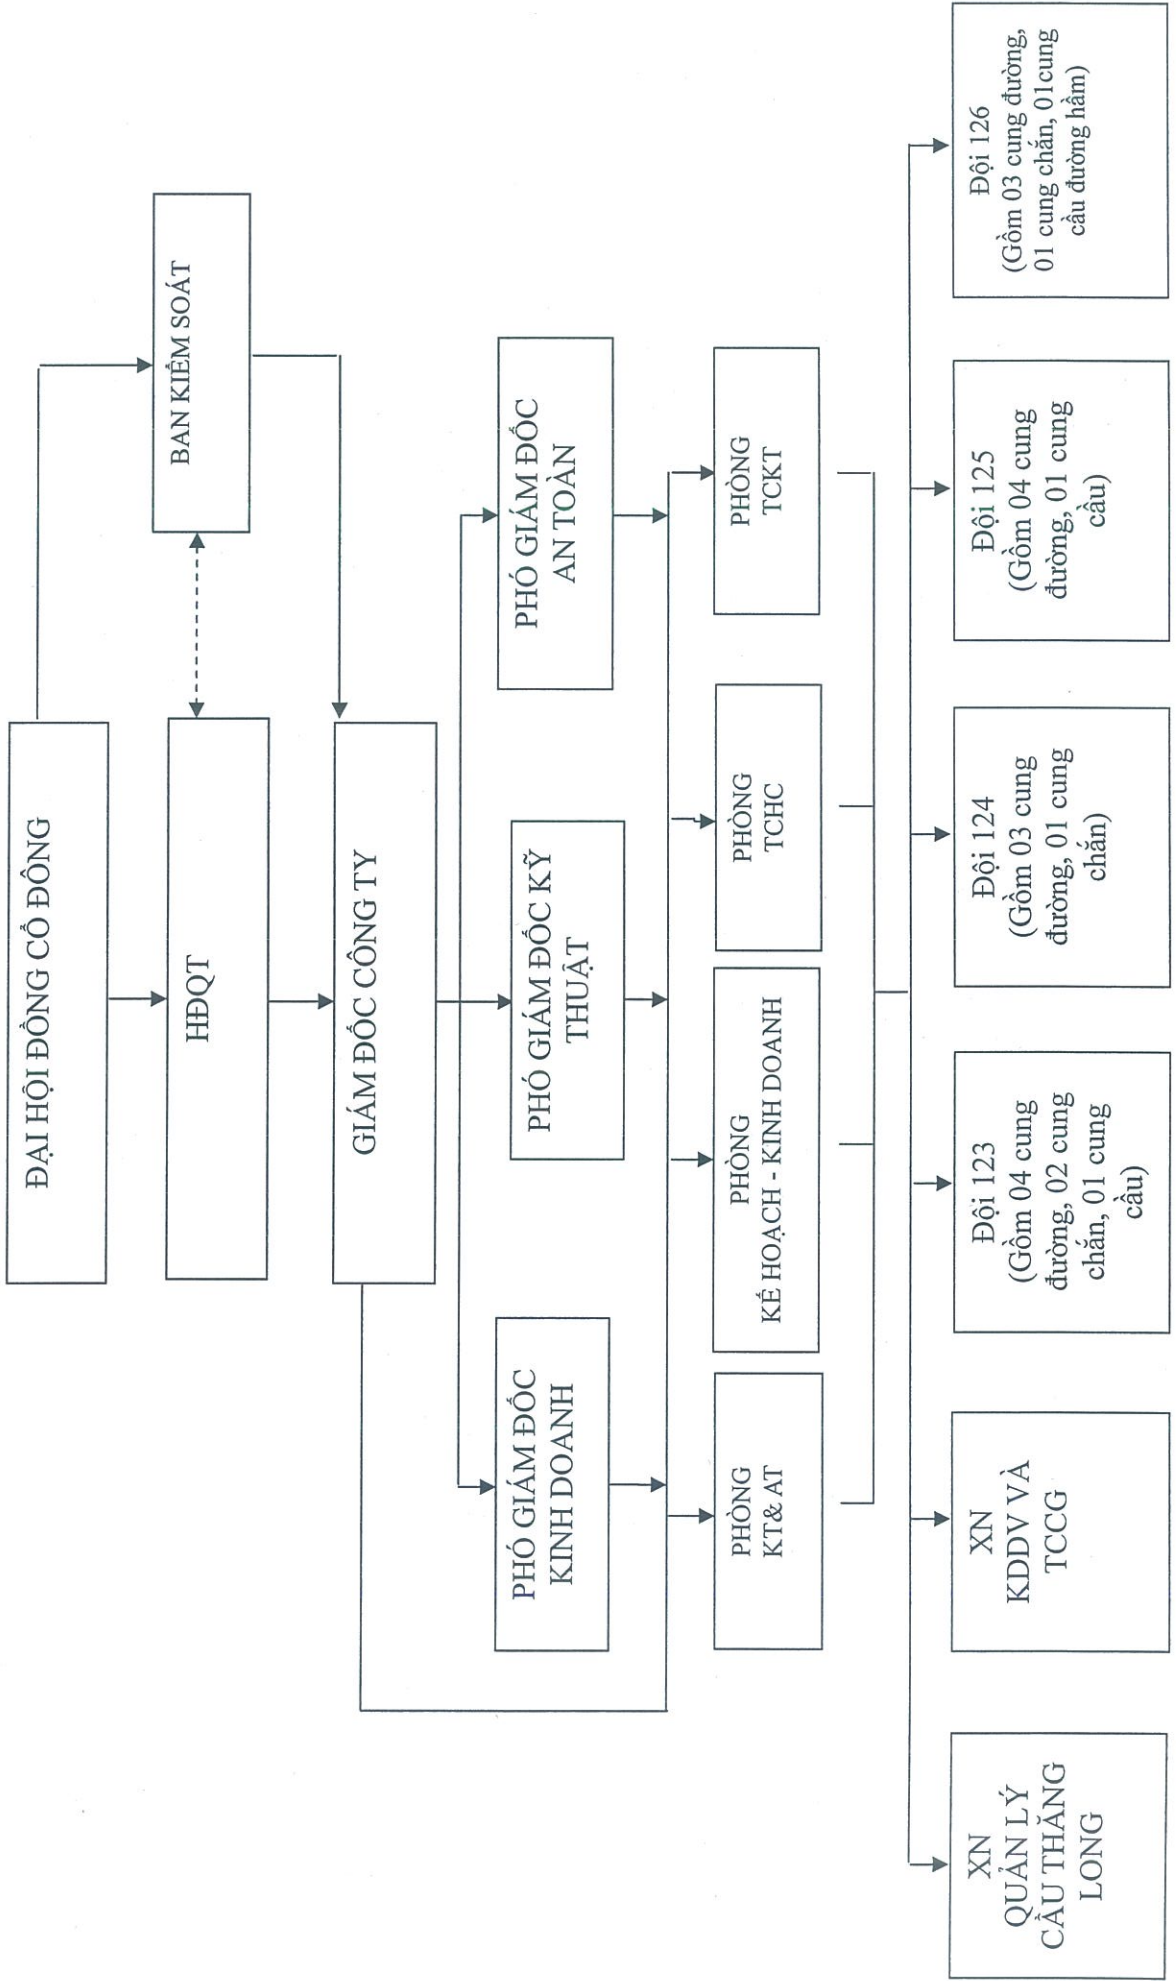 ĐẠI HỘI ĐỒNG CỔ ĐÔNG
BAN KIỂM SOÁT
HĐQT
GIÁM ĐỐC CÔNG TY
PHÓ GIÁM ĐỐC
KINH DOANH
PHÓ GIÁM ĐỐC KỸ
THUẬT
PHÓ GIÁM ĐỐC
AN TOÀN
PHÒNG
KT& AT
PHÒNG
KẾ HOẠCH - KINH DOANH
PHÒNG
TCHC
PHÒNG
TCKT
XN
QUẢN LÝ
CẦU THĂNG
LONG
XN
KDDV VÀ
TCCG
Đội 123
(Gồm 04 cung
đường, 02 cung
chắn, 01 cung
cầu)
Đội 124
(Gồm 03 cung
đường, 01 cung
chắn)
Đội 125
(Gồm 04 cung
đường, 01 cung
cầu)
Đội 126
(Gồm 03 cung đường,
01 cung chắn, 01cung
cầu đường hầm)